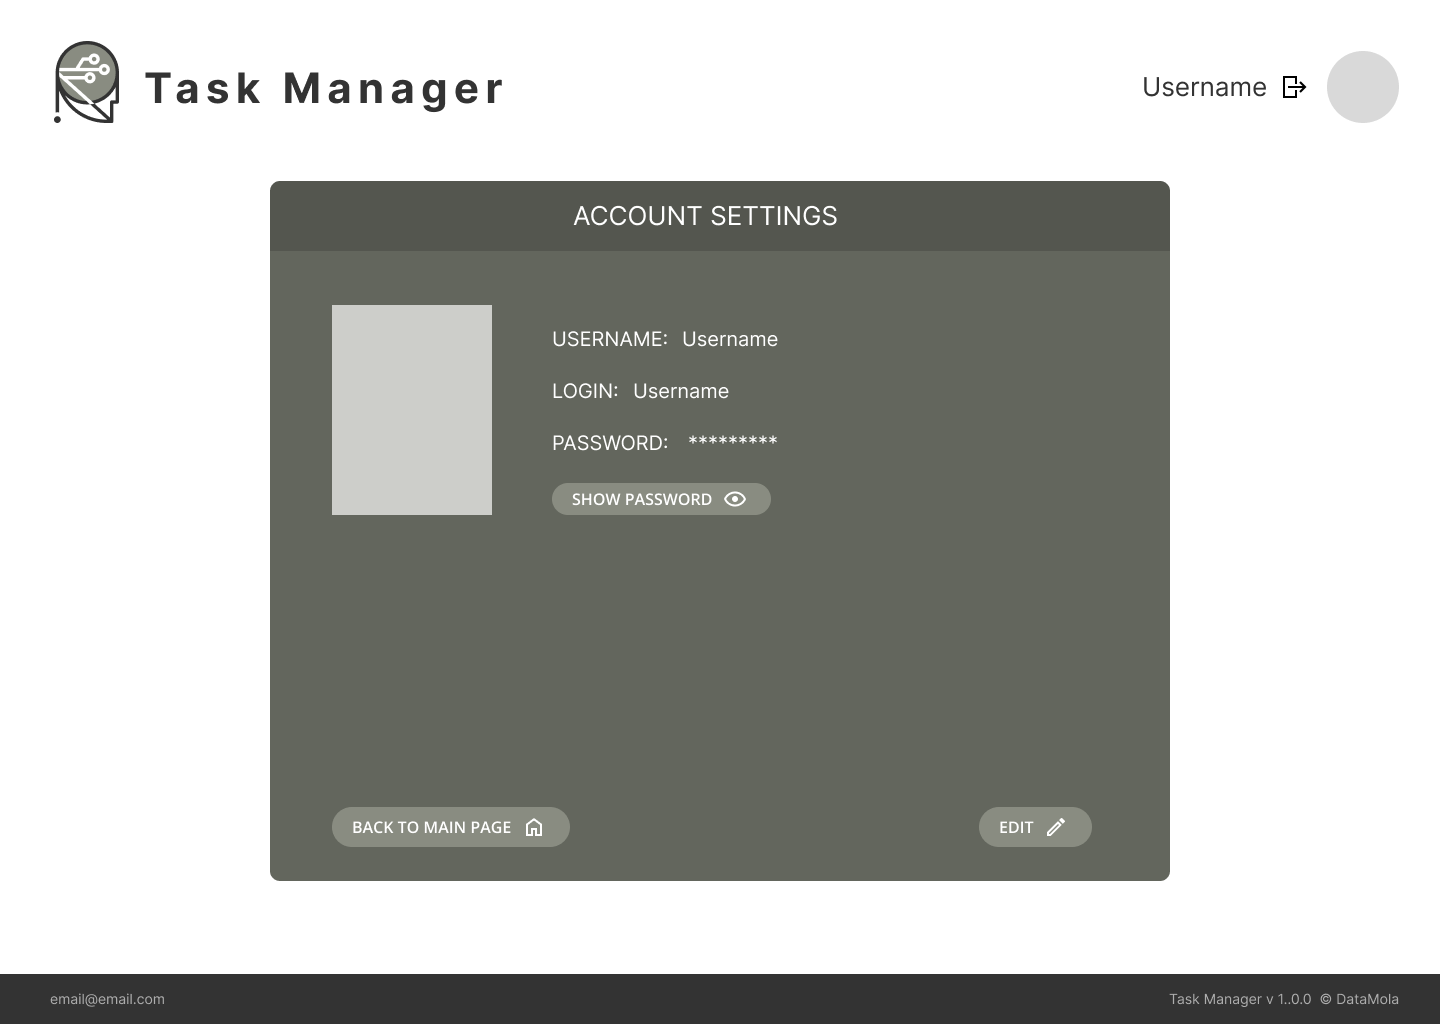 Task Manager
Username
ACCOUNT SETTINGS
USERNAME: Username
LOGIN: Username
PASSWORD: *********
SHOW PASSWORD
BACK TO MAIN PAGE
EDIT
email@email.com
Task Manager v 1..0.0 © DataMola